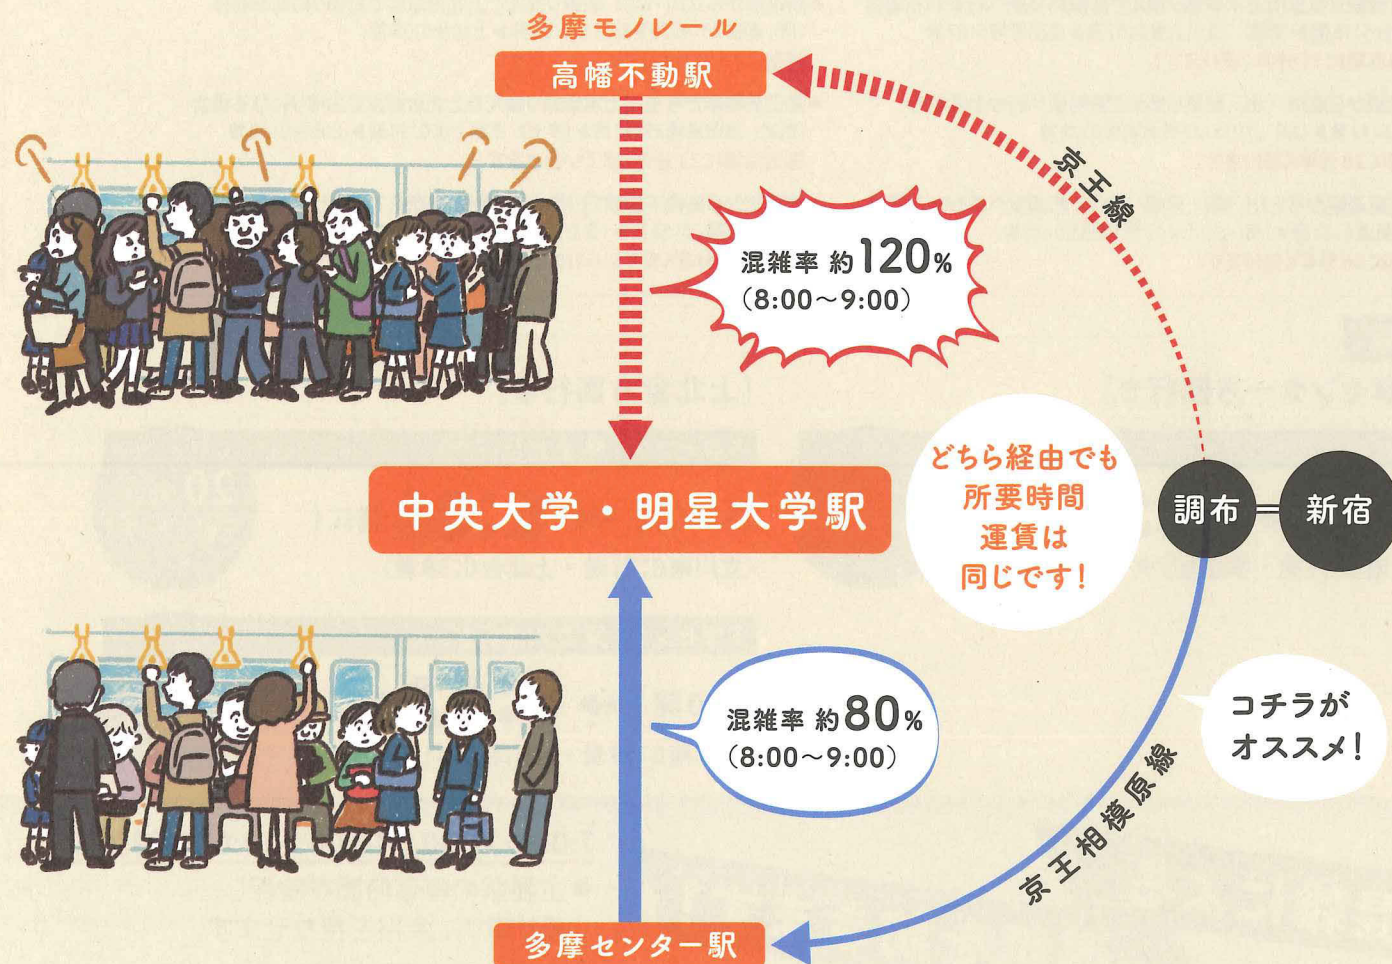 多摩モノレール
高幡不動駅
京王線
混雑率 約120%
(8:00〜9:00)
中央大学・明星大学駅
どちら経由でも
所要時間
運賃は
同じです!
調布=新宿
混雑率 約80%
(8:00〜9:00)
コチラが
オススメ!
京王相模原線
多摩センター駅